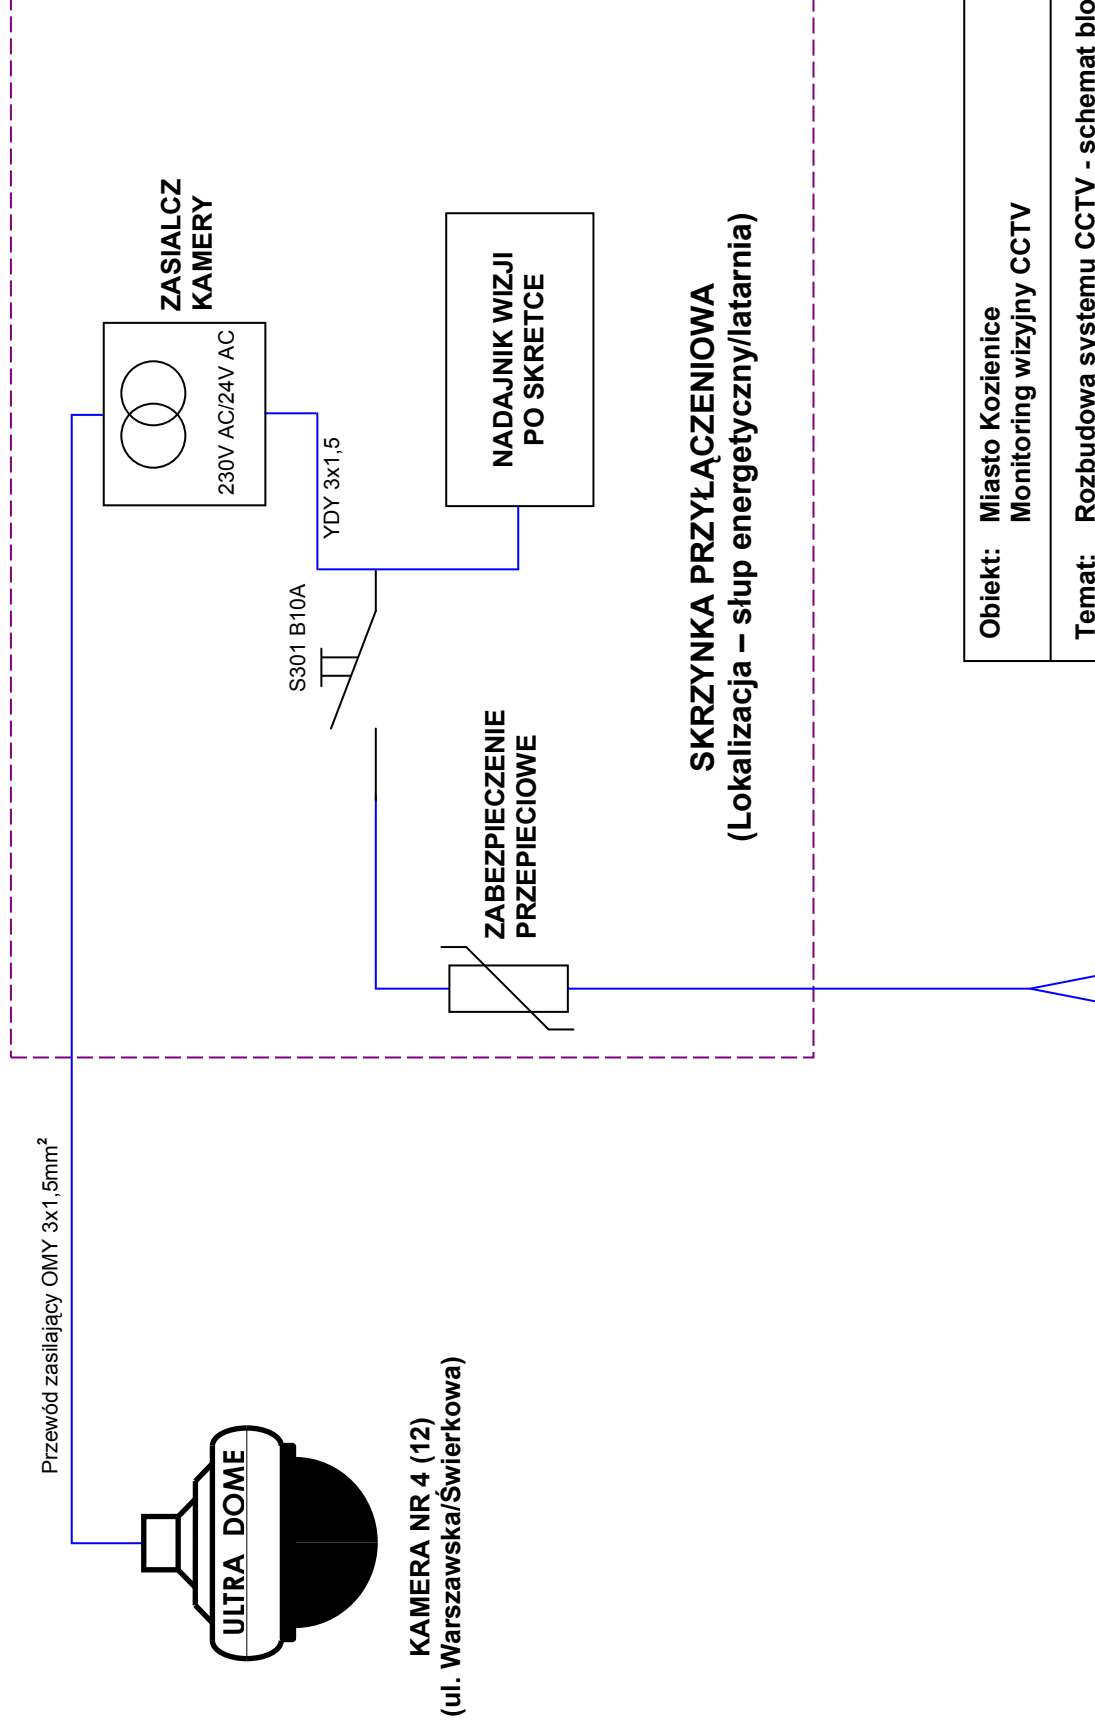 Przewód zasilający OMY 3x1,5mm²
ULTRA DOME
KAMERA NR 4 (12)
(ul. Warszawska/Świerkowa)
ZASIALCZ
KAMERY
230V AC/24V AC
YDY 3x1,5
S301 B10A
ZABEZPIECZENIE
PRZEPIECIOWE
NADAJNIK WIZJI
PO SKRETCE
SKRZYNKA PRZYŁĄCZENIOWA
(Lokalizacja – słup energetyczny/latarnia)
Obiekt: Miasto Kozienice
Monitoring wizyjny CCTV
Temat: Rozbudowa systemu CCTV - schemat blo